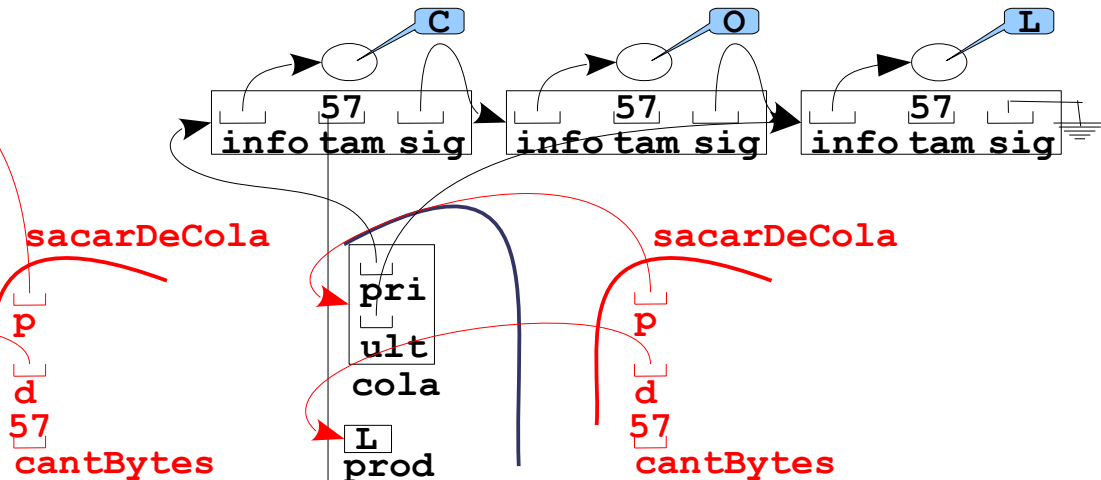 C O L
57 57 57
info tam sig info tam sig info tam sig
sacarDeCola sacarDeCola
pri
p p
ult
cola
d d
57 57
L
cantBytes prod cantBytes